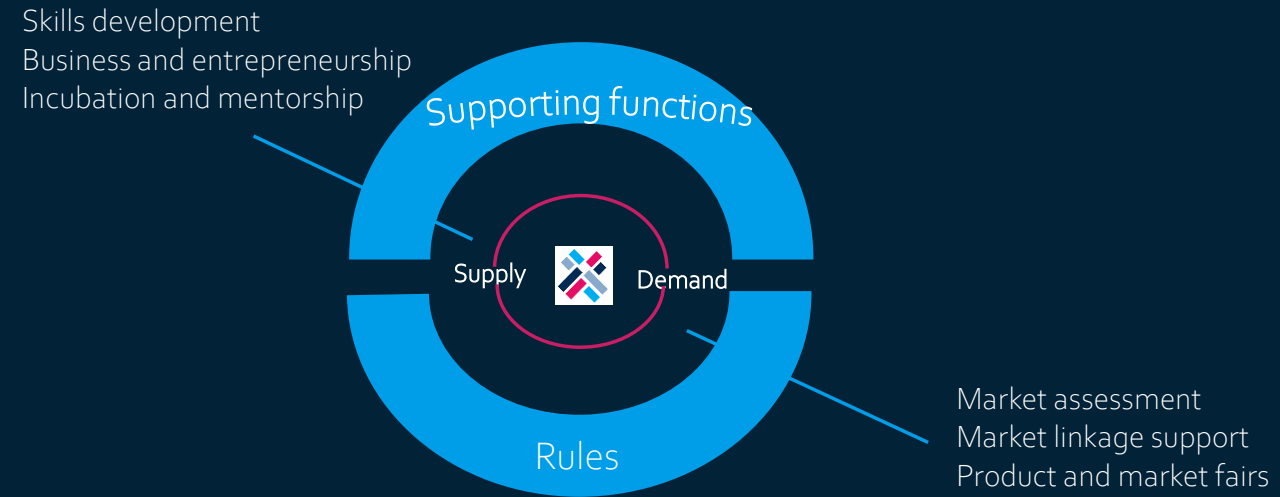 Skills development
Business and entrepreneurship
Incubation and mentorship
Supporting functions
Supply
Demand
Rules
Market assessment
Market linkage support
Product and market fairs